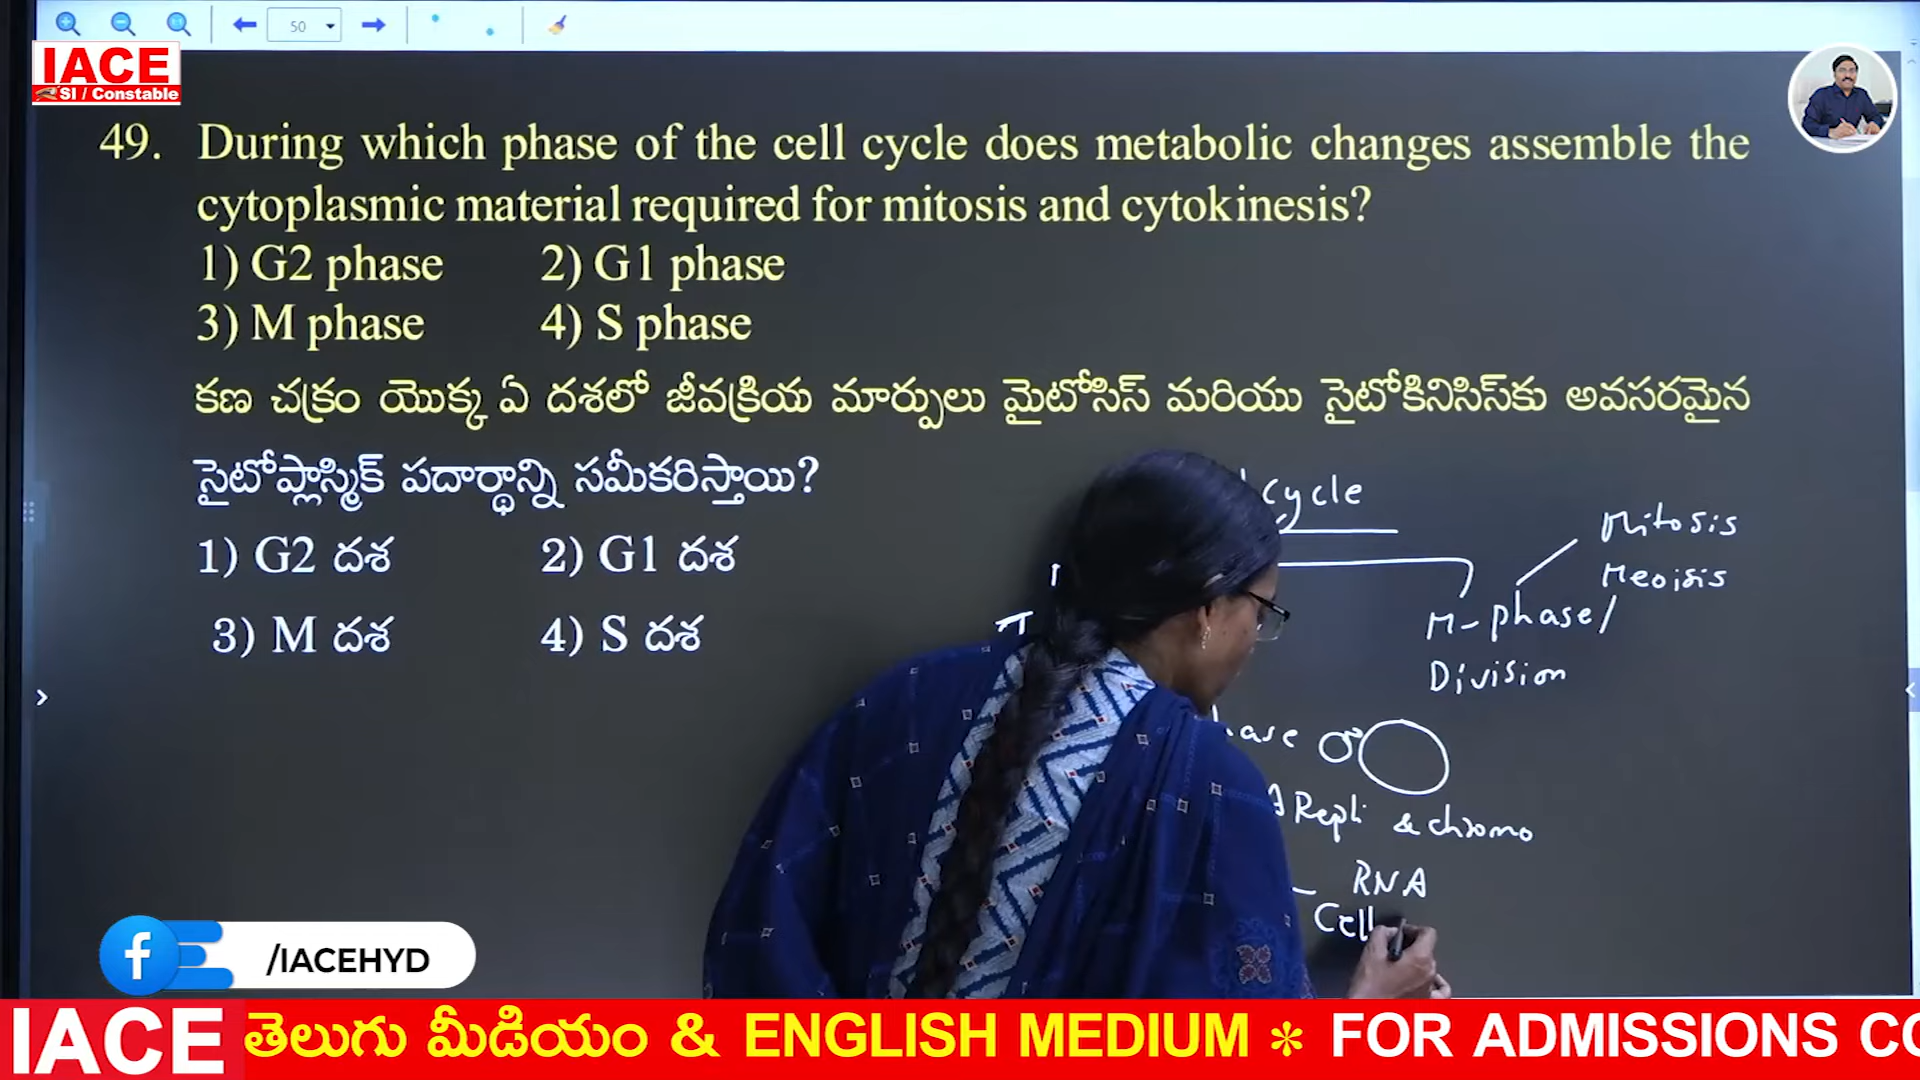 50
IACE
SI / Constable
49. During which phase of the cell cycle does metabolic changes assemble the
cytoplasmic material required for mitosis and cytokinesis?
1) G2 phase 2) G1 phase
3) M phase 4) S phase
కణ చక్రం యొక్క ఏ దశలో జీవక్రియ మార్పులు మైటోసిస్ మరియు సైటోకినిసిస్‌కు అవసరమైన
సైటోప్లాస్మిక్ పదార్థాన్ని సమీకరిస్తాయి?
1) G2 దశ 2) G1 దశ
3) M దశ 4) S దశ
Cycle
Mitosis
Meoisis
M-phase/
Division
Repli & chromo
RNA
Cell
/IACEHYD
IACE తెలుగు మీడియం & ENGLISH MEDIUM * FOR ADMISSIONS